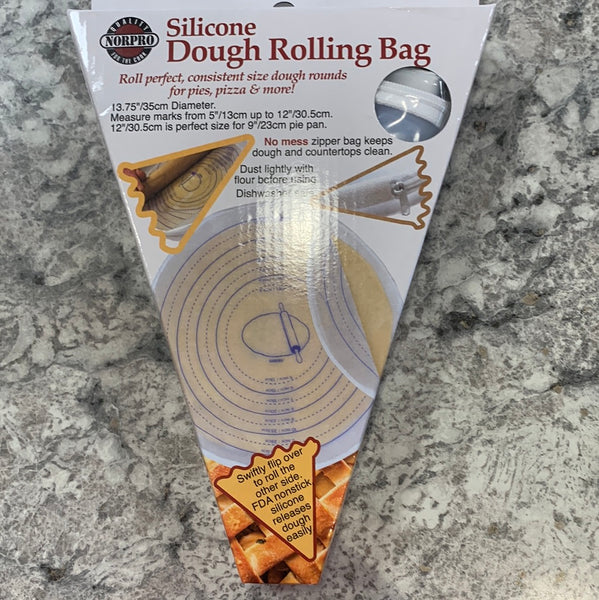 QUALITY
NORPRO
FOR THE COOK
Silicone
Dough Rolling Bag
Roll perfect, consistent size dough rounds
for pies, pizza & more!
13.75"/35cm Diameter.
Measure marks from 5"/13cm up to 12"/30.5cm.
12"/30.5cm is perfect size for 9"/23cm pie pan.
No mess zipper bag keeps
dough and countertops clean.
Dust lightly with
flour before using
Swiftly flip over
to roll the
other side.
FDA nonstick
silicone
releases
dough
easily